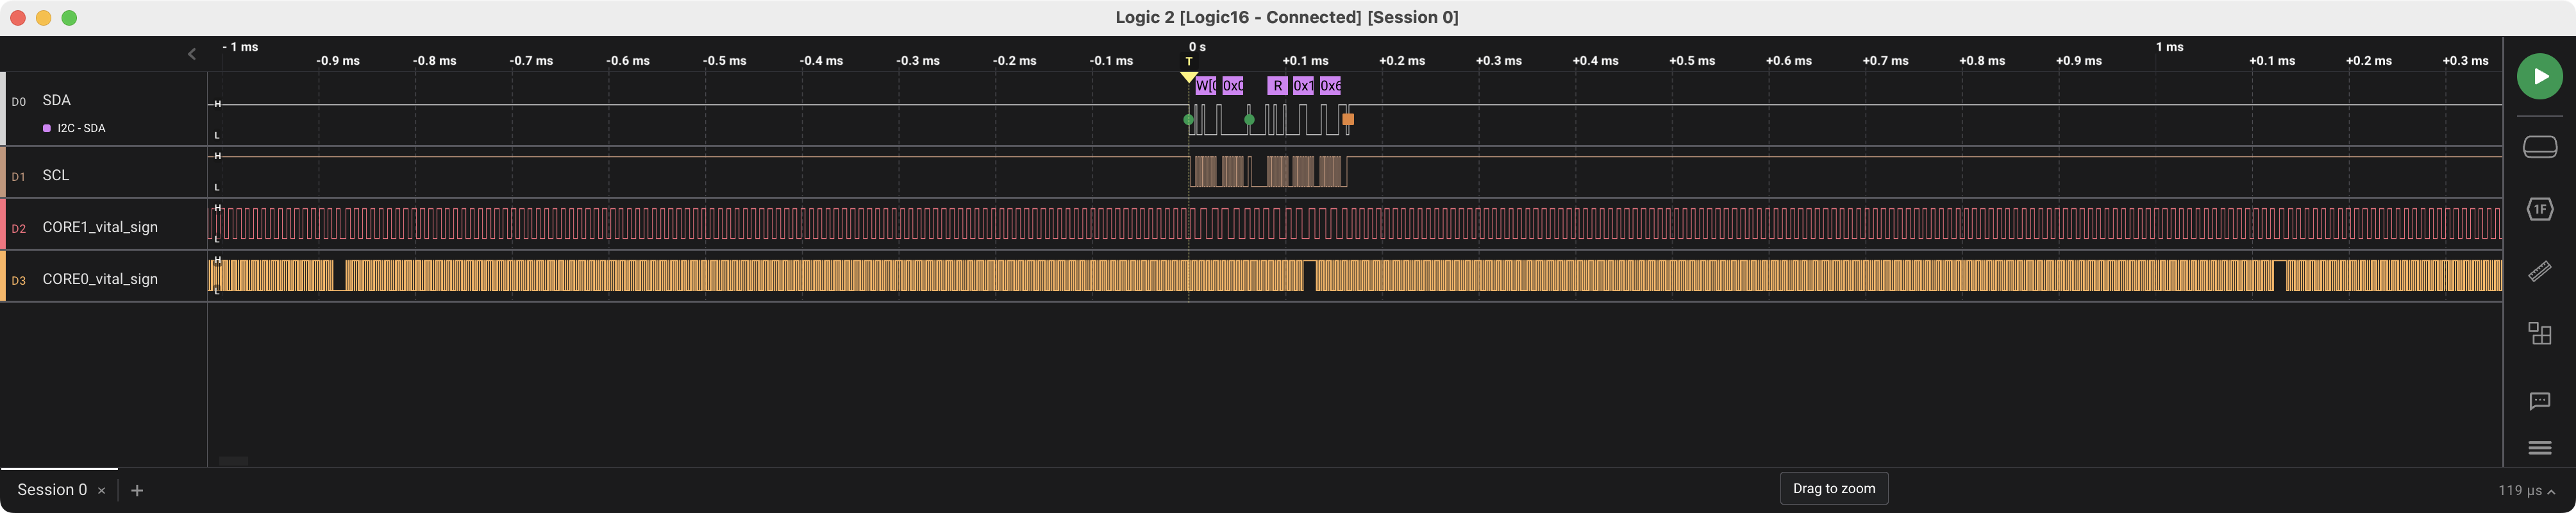 Logic 2 [Logic16 - Connected] [Session 0]
- 1 ms 0 s 1 ms
-0.9 ms -0.8 ms -0.7 ms -0.6 ms -0.5 ms -0.4 ms -0.3 ms -0.2 ms -0.1 ms T +0.1 ms +0.2 ms +0.3 ms +0.4 ms +0.5 ms +0.6 ms +0.7 ms +0.8 ms +0.9 ms +0.1 ms +0.2 ms +0.3 ms
W[0 0x0 R 0x1 0x6
D0 SDA H
I2C - SDA L
H
D1 SCL
L
H
D2 CORE1_vital_sign
L
H
D3 CORE0_vital_sign
L
1F
Session 0 × +
Drag to zoom
119 µs